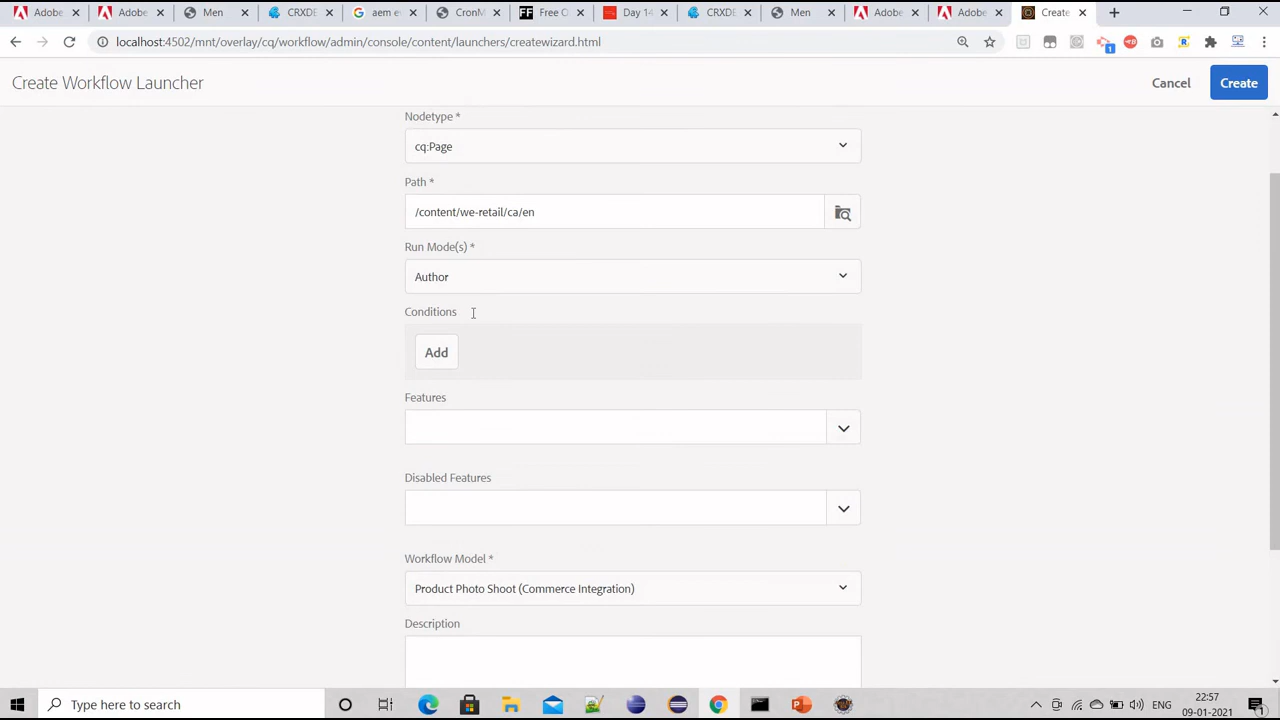 Adobe
Adobe
Men
CRXDE
aem e
CronM
Free C
Day 14
CRXDE
Men
Adobe
Adobe
Create
localhost:4502/mnt/overlay/cq/workflow/admin/console/content/launchers/createwizard.html
Create Workflow Launcher
Cancel
Create
Nodetype *
cq:Page
Path *
/content/we-retail/ca/en
Run Mode(s) *
Author
Conditions
Add
Features
Disabled Features
Workflow Model *
Product Photo Shoot (Commerce Integration)
Description
Type here to search
ENG
22:57
09-01-2021